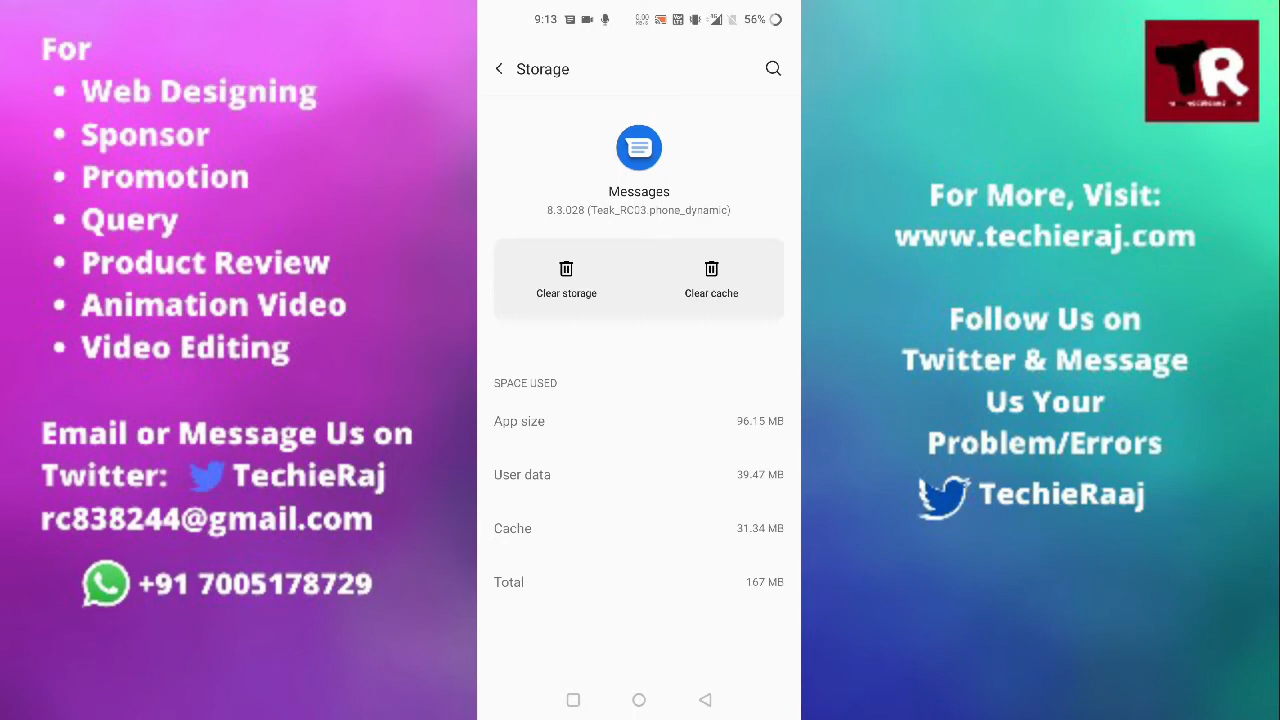 For
• Web Designing
• Sponsor
• Promotion
• Query
• Product Review
• Animation Video
• Video Editing
Email or Message Us on
Twitter: TechieRaj
rc838244@gmail.com
+91 7005178729
9:13
56%
Storage
Messages
8.3.028 (Teak_RC03.phone_dynamic)
Clear storage
Clear cache
SPACE USED
App size 96.15 MB
User data 39.47 MB
Cache 31.34 MB
Total 167 MB
TR
For More, Visit:
www.techieraj.com
Follow Us on
Twitter & Message
Us Your
Problem/Errors
TechieRaaj